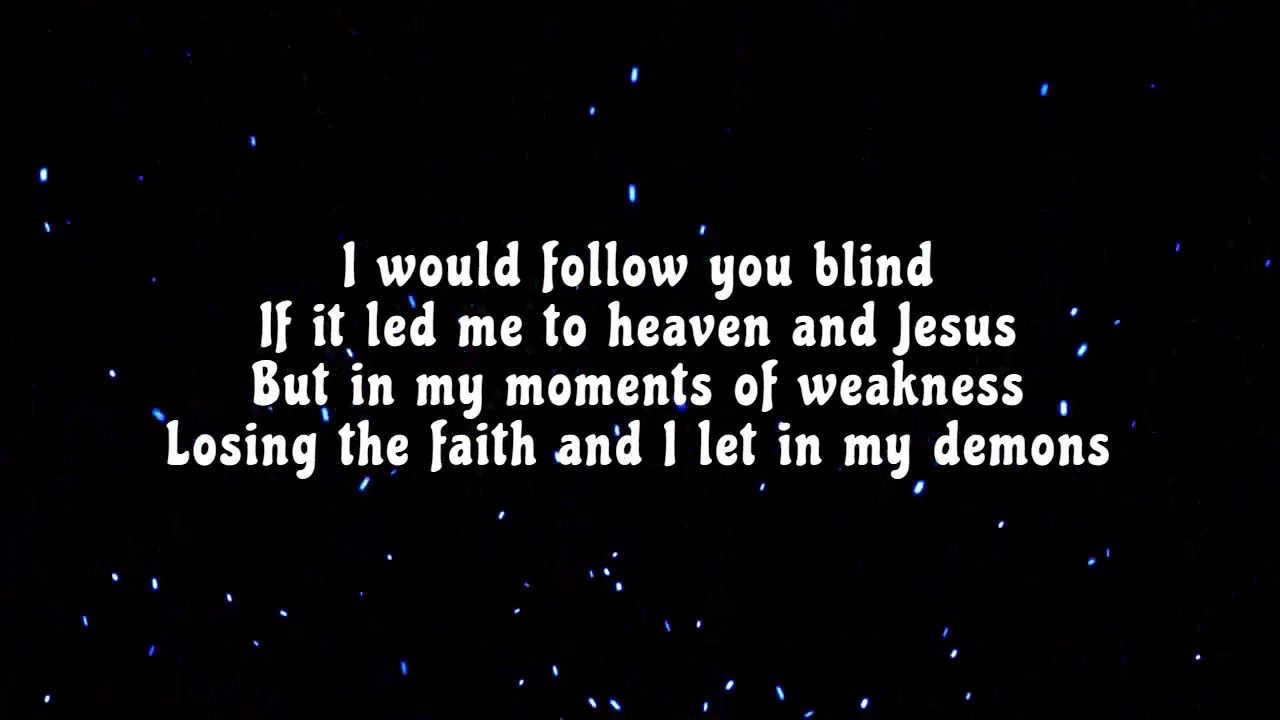 I would follow you blind
If it led me to heaven and Jesus
But in my moments of weakness
Losing the faith and I let in my demons